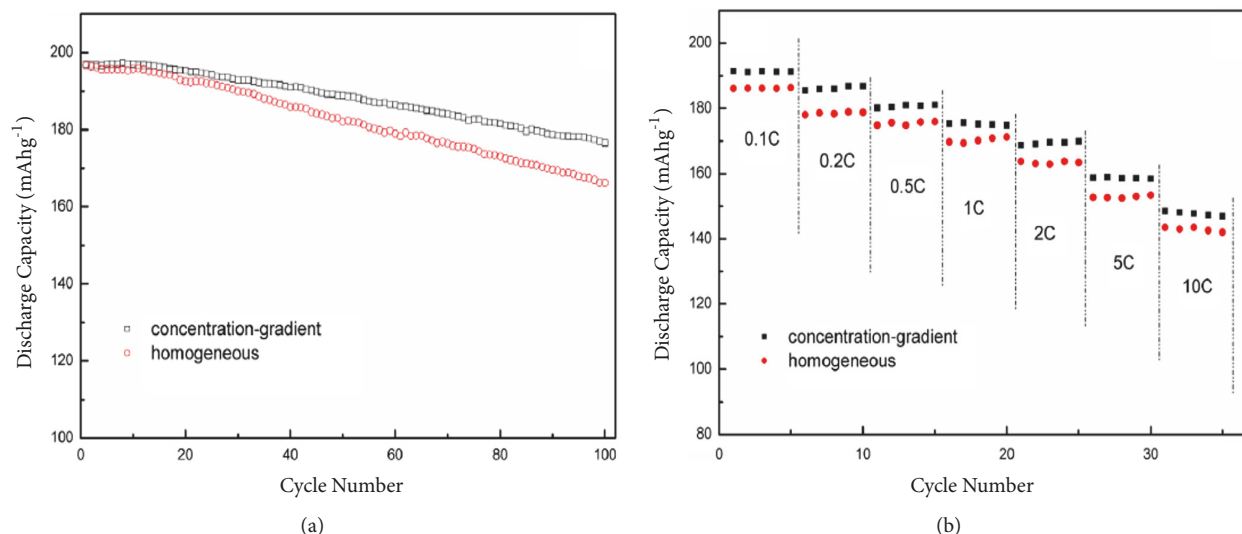 200
180
160
140
120
100
0
20
40
60
80
100
Discharge Capacity (mAhg⁻¹)
Cycle Number
concentration-gradient
homogeneous
(a)
200
180
160
140
120
100
80
0
10
20
30
Discharge Capacity (mAhg⁻¹)
Cycle Number
0.1C
0.2C
0.5C
1C
2C
5C
10C
concentration-gradient
homogeneous
(b)